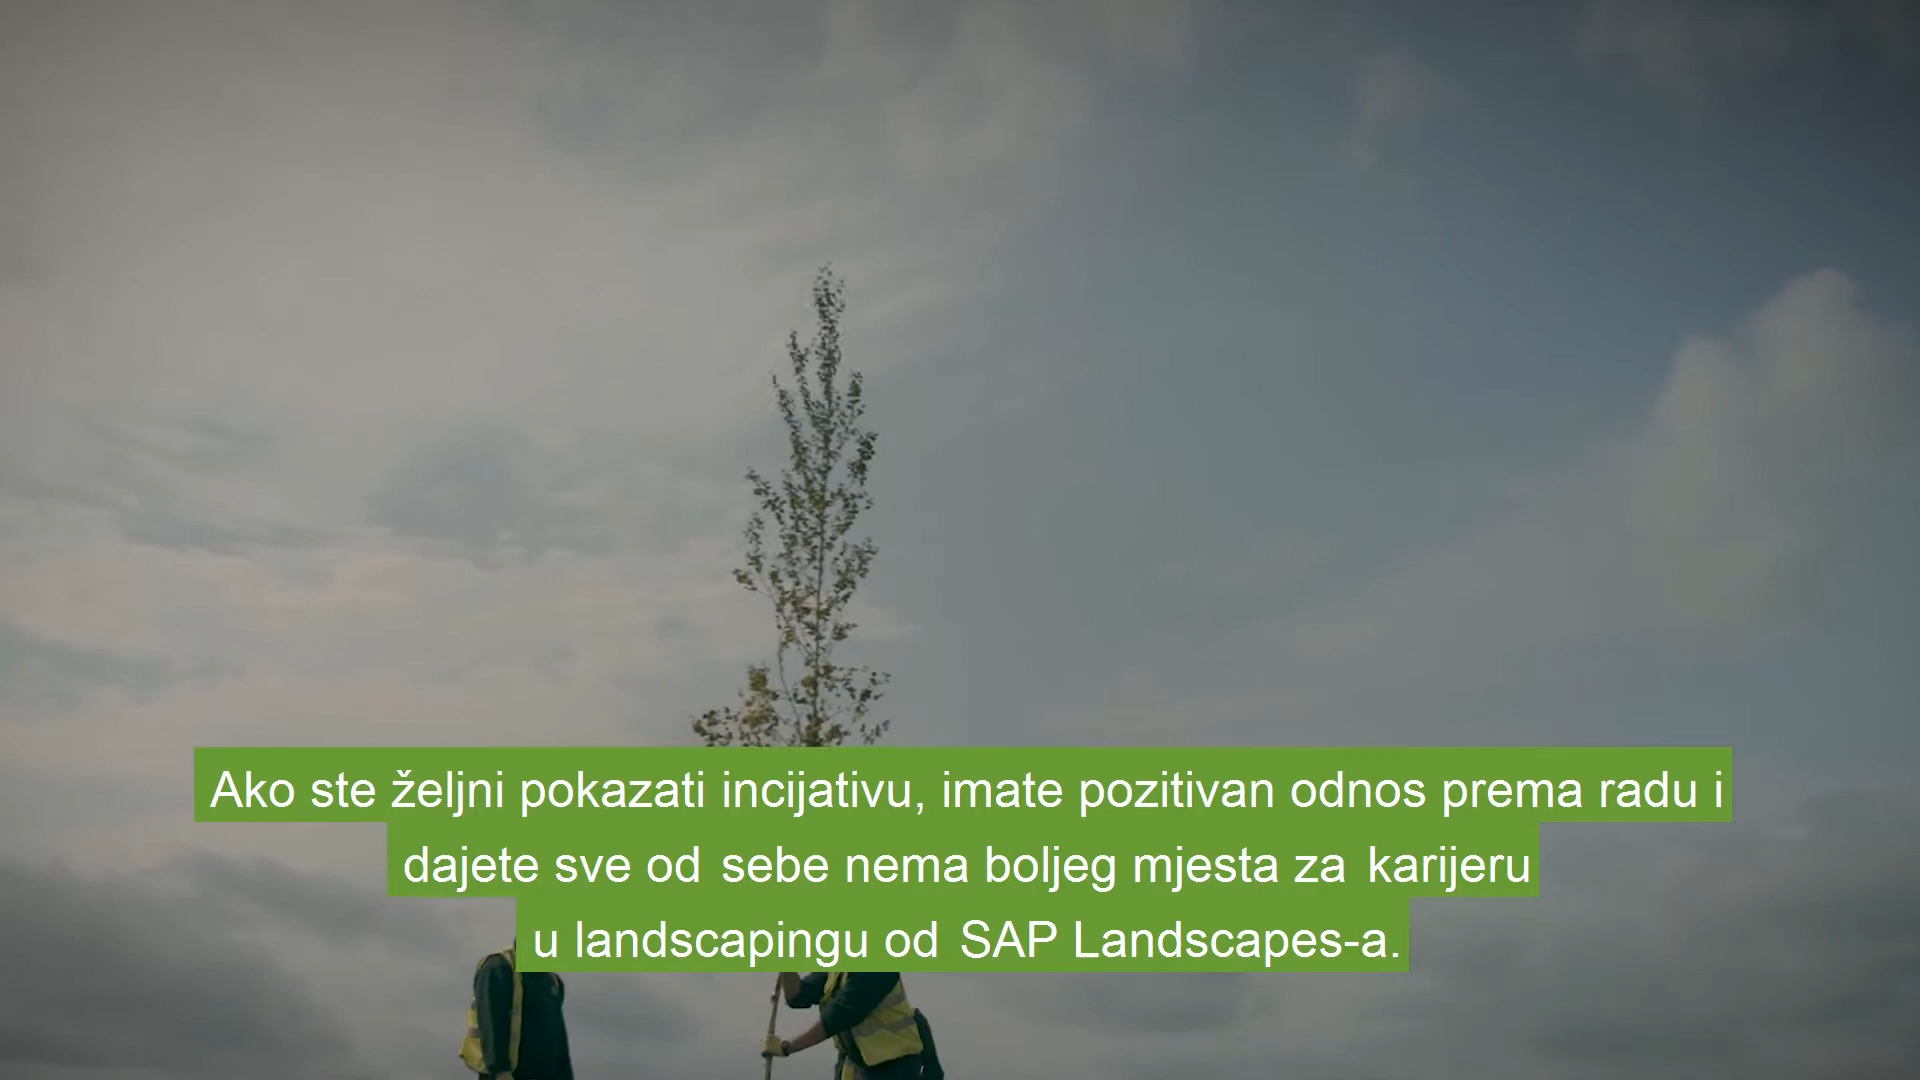 Ako ste željni pokazati incijativu, imate pozitivan odnos prema radu i
dajete sve od sebe nema boljeg mjesta za karijeru
u landscapingu od SAP Landscapes-a.